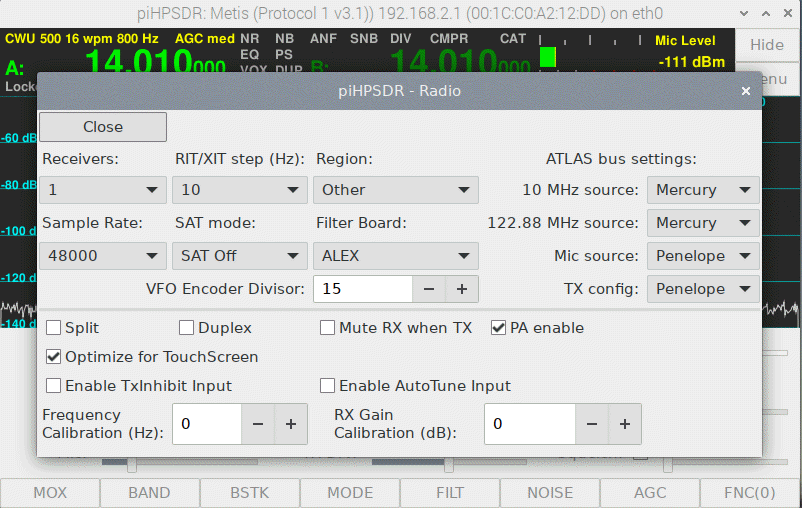 piHPSDR: Metis (Protocol 1 v3.1)) 192.168.2.1 (00:1C:C0:A2:12:DD) on eth0
CWU 500 16 wpm 800 Hz AGC med NR NB ANF SNB DIV CMPR CAT Mic Level Hide
EQ PS
A: 14.010000 VOX DUP B: 14.010000 -111 dBm
Locke enu
piHPSDR - Radio
0
Close
-60 dB
Receivers: RIT/XIT step (Hz): Region: ATLAS bus settings:
-80 dB 1 10 Other 10 MHz source: Mercury
Sample Rate: SAT mode: Filter Board: 122.88 MHz source: Mercury
-100 d
48000 SAT Off ALEX Mic source: Penelope
-120 d
VFO Encoder Divisor: 15 − + TX config: Penelope
-140 d
Split Duplex Mute RX when TX PA enable
Optimize for TouchScreen
Enable TxInhibit Input Enable AutoTune Input
Frequency Calibration (Hz): 0 − + RX Gain Calibration (dB): 0 − +
MOX BAND BSTK MODE FILT NOISE AGC FNC(0)